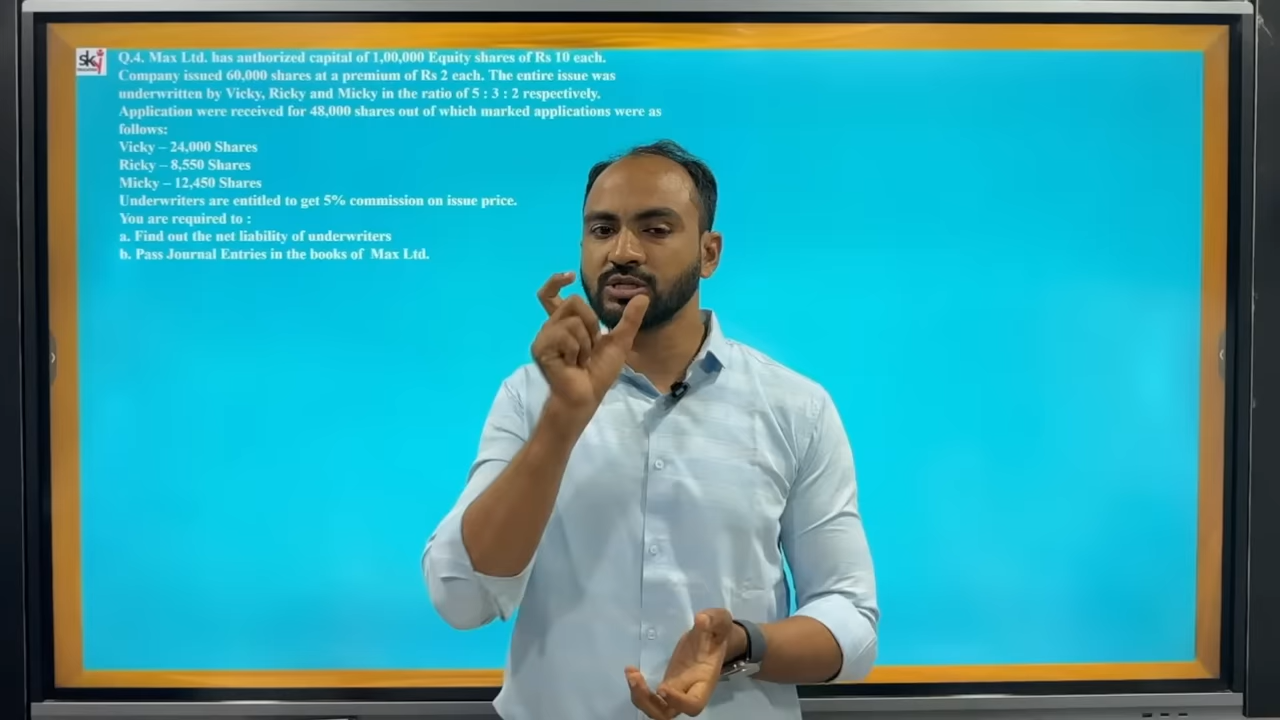 sk
Q.4. Max Ltd. has authorized capital of 1,00,000 Equity shares of Rs 10 each.
Company issued 60,000 shares at a premium of Rs 2 each. The entire issue was
underwritten by Vicky, Ricky and Micky in the ratio of 5 : 3 : 2 respectively.
Application were received for 48,000 shares out of which marked applications were as
follows:
Vicky – 24,000 Shares
Ricky – 8,550 Shares
Micky – 12,450 Shares
Underwriters are entitled to get 5% commission on issue price.
You are required to :
a. Find out the net liability of underwriters
b. Pass Journal Entries in the books of Max Ltd.